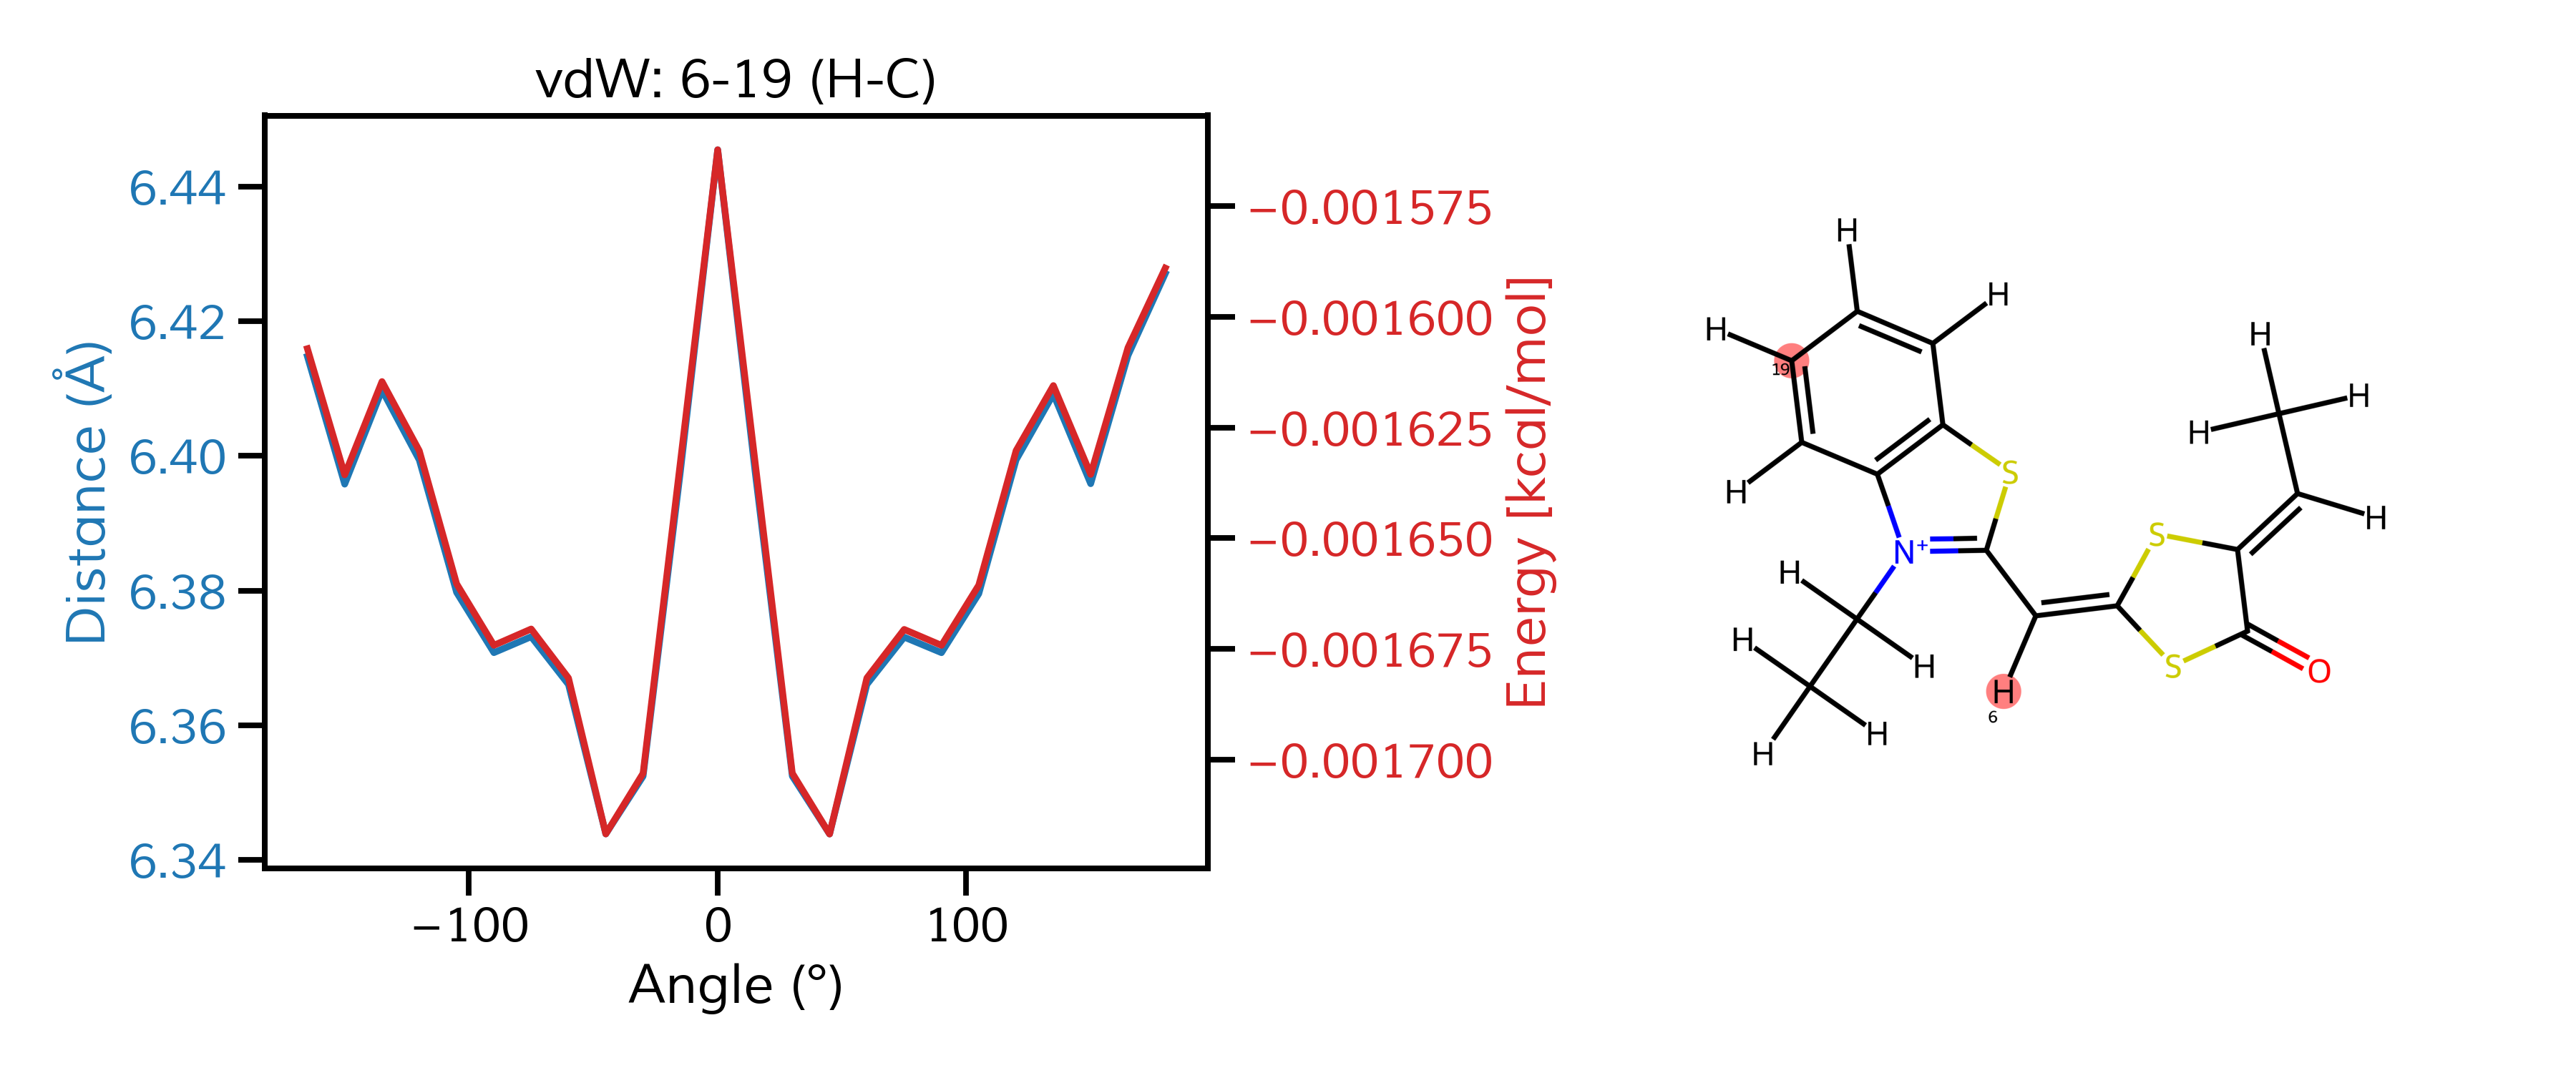 vdW: 6-19 (H-C)
6.44
6.42
6.40
6.38
6.36
6.34
Distance (Å)
−100
0
100
Angle (°)
−0.001575
−0.001600
−0.001625
−0.001650
−0.001675
−0.001700
Energy [kcal/mol]
H
H
H
H
19
H
H
H
S
H
H
S
N+
H
H
H
S
O
H
6
H
H